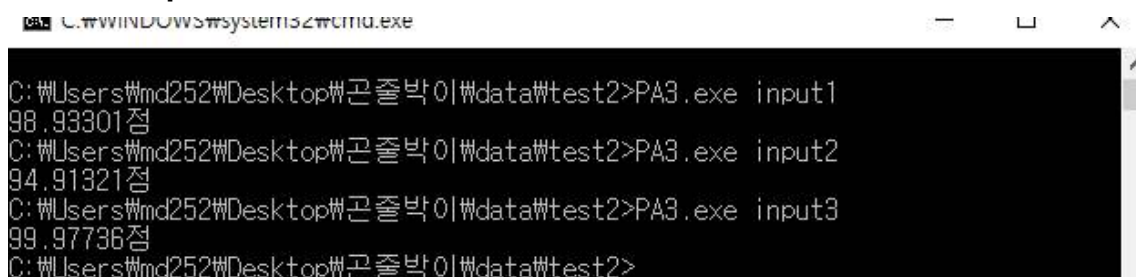 C:₩WINDOWS₩system32₩cmd.exe
C:₩Users₩md252₩Desktop₩곤줄박이₩data₩test2>PA3.exe input1
98.93301점
C:₩Users₩md252₩Desktop₩곤줄박이₩data₩test2>PA3.exe input2
94.91321점
C:₩Users₩md252₩Desktop₩곤줄박이₩data₩test2>PA3.exe input3
99.97736점
C:₩Users₩md252₩Desktop₩곤줄박이₩data₩test2>